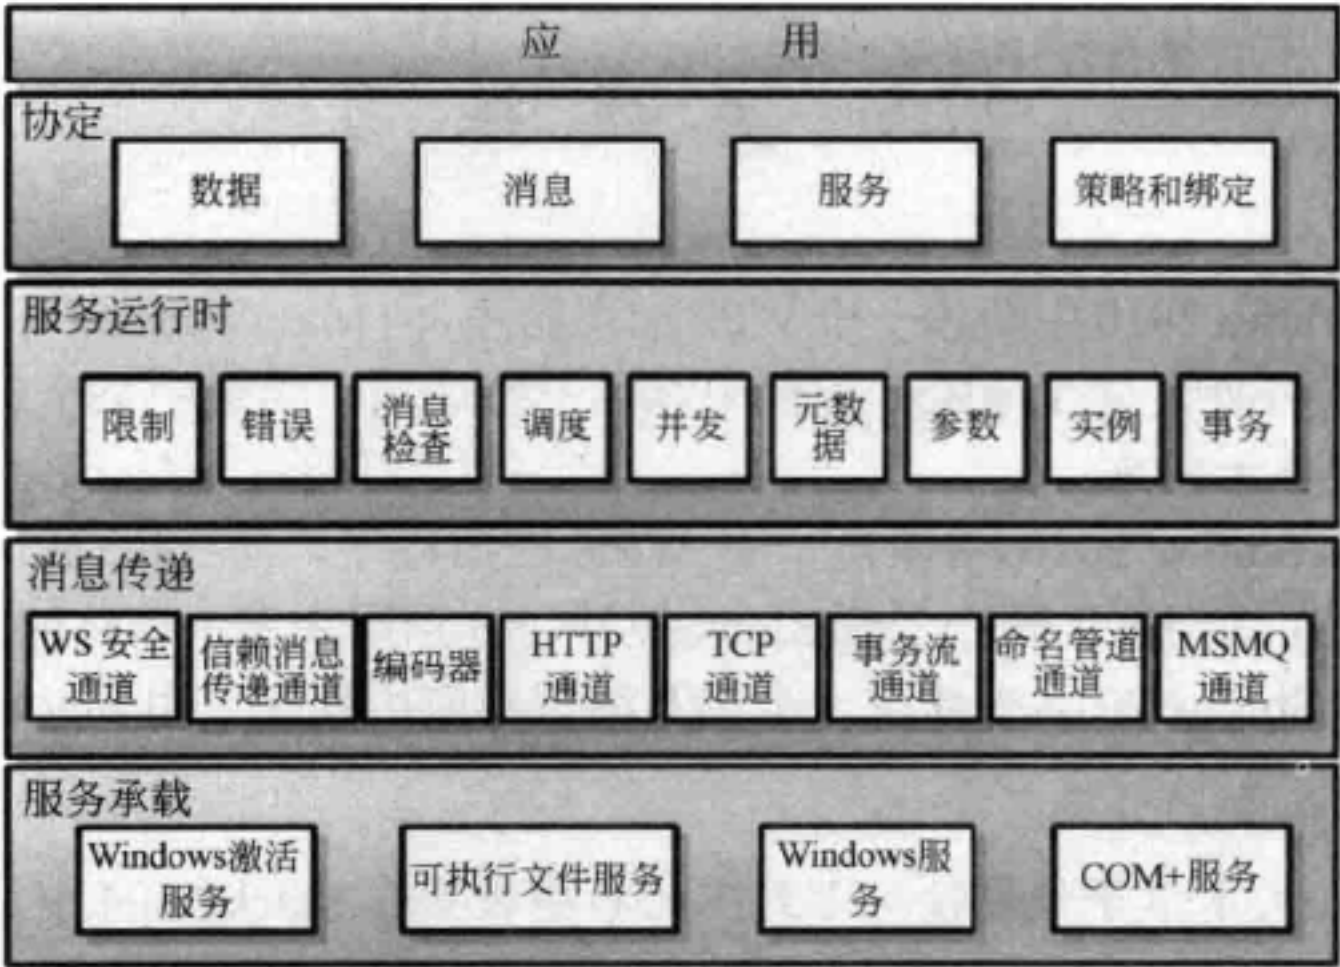 应用
协定
数据 消息 服务 策略和绑定
服务运行时
限制 错误 消息 调度 并发 元数 参数 实例 事务
检查 据
消息传递
WS 安全 信赖消息 编码器 HTTP TCP 事务流 命名管道 MSMQ
通道 传递通道 通道 通道 通道 通道 通道
服务承载
Windows激活 可执行文件服务 Windows服 COM+服务
服务 务